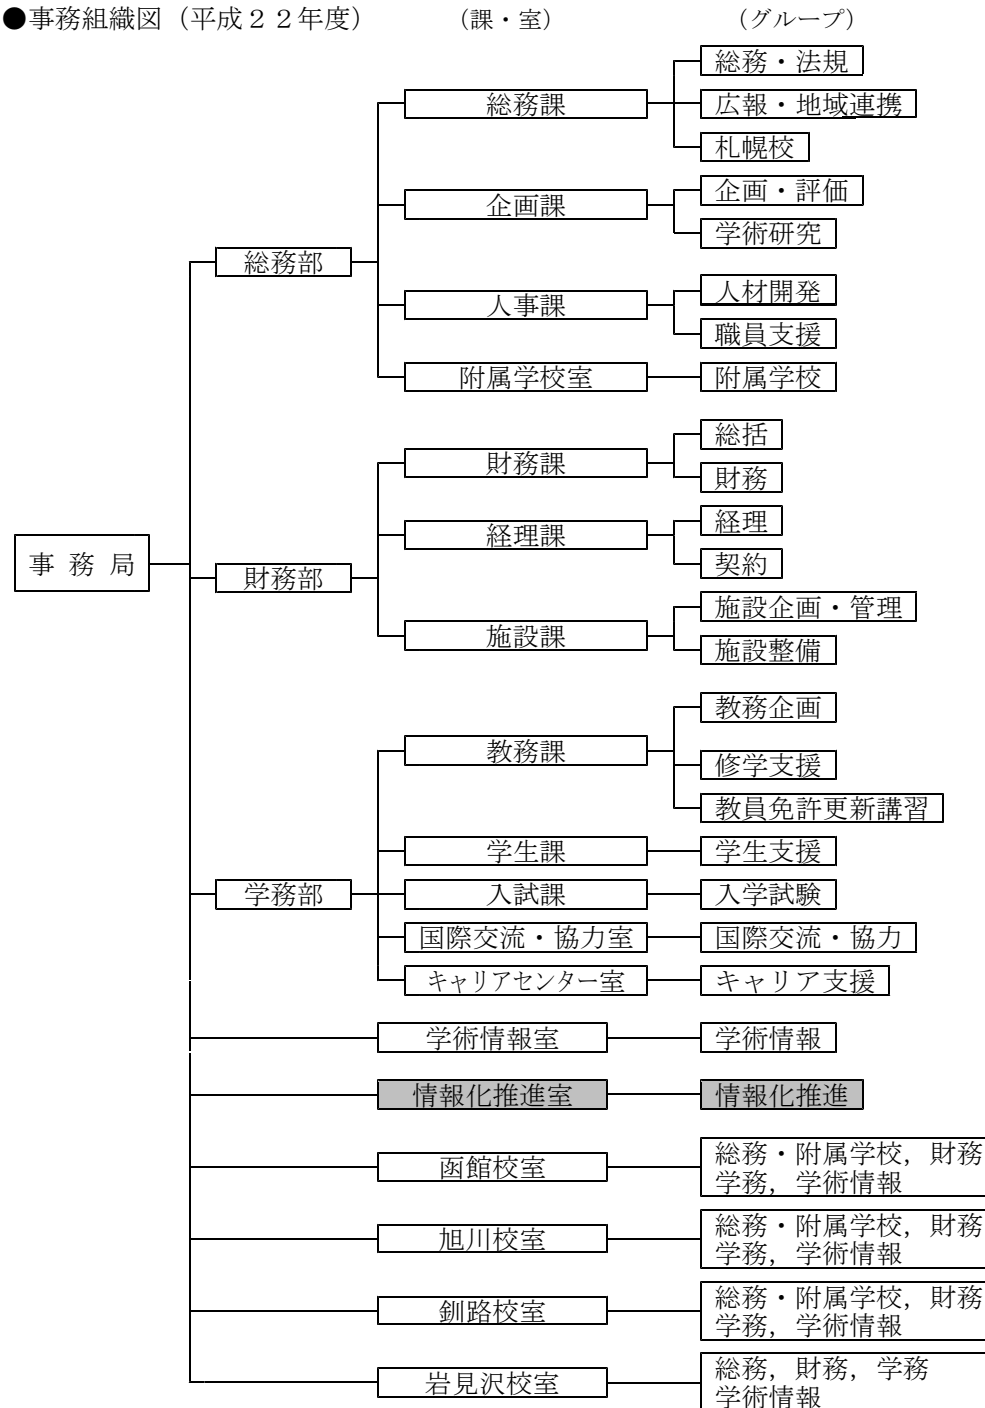 ●事務組織図（平成２２年度）　（課・室）　（グループ）
総務・法規
総務課
広報・地域連携
札幌校
企画・評価
企画課
学術研究
総務部
人材開発
人事課
職員支援
附属学校室
附属学校
総括
財務課
財務
経理
経理課
契約
事務局
財務部
施設企画・管理
施設課
施設整備
教務企画
教務課
修学支援
教員免許更新講習
学生課
学生支援
学務部
入試課
入学試験
国際交流・協力室
国際交流・協力
キャリアセンター室
キャリア支援
学術情報室
学術情報
情報化推進室
情報化推進
函館校室
総務・附属学校，財務
学務，学術情報
旭川校室
総務・附属学校，財務
学務，学術情報
釧路校室
総務・附属学校，財務
学務，学術情報
岩見沢校室
総務，財務，学務
学術情報